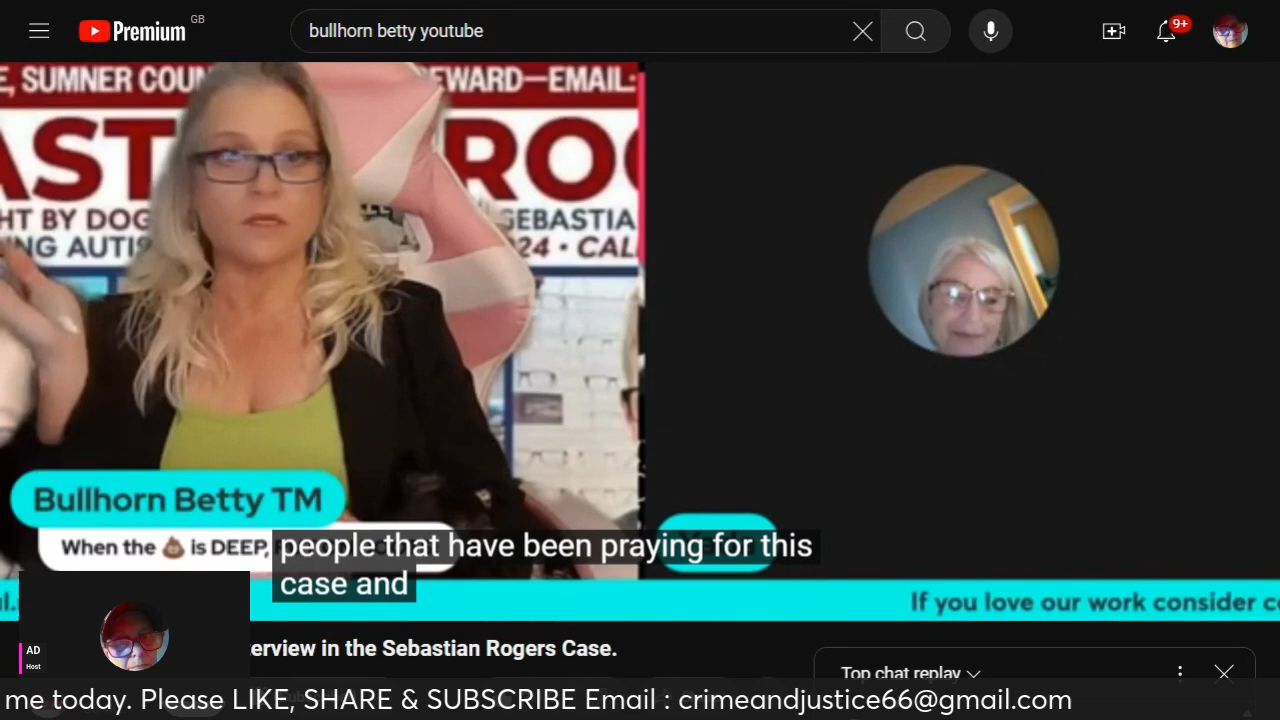 Premium GB
bullhorn betty youtube
9+
E, SUMNER COUN
EWARD—EMAIL:
AST
ROG
HT BY DOG
SEBASTIA
NG AUTIS
24 • CAL
Bullhorn Betty TM
When the 💩 is DEEP,
people that have been praying for this
case and
If you love our work consider co
AD
Host
erview in the Sebastian Rogers Case.
Top chat replay
me today. Please LIKE, SHARE & SUBSCRIBE Email : crimeandjustice66@gmail.com